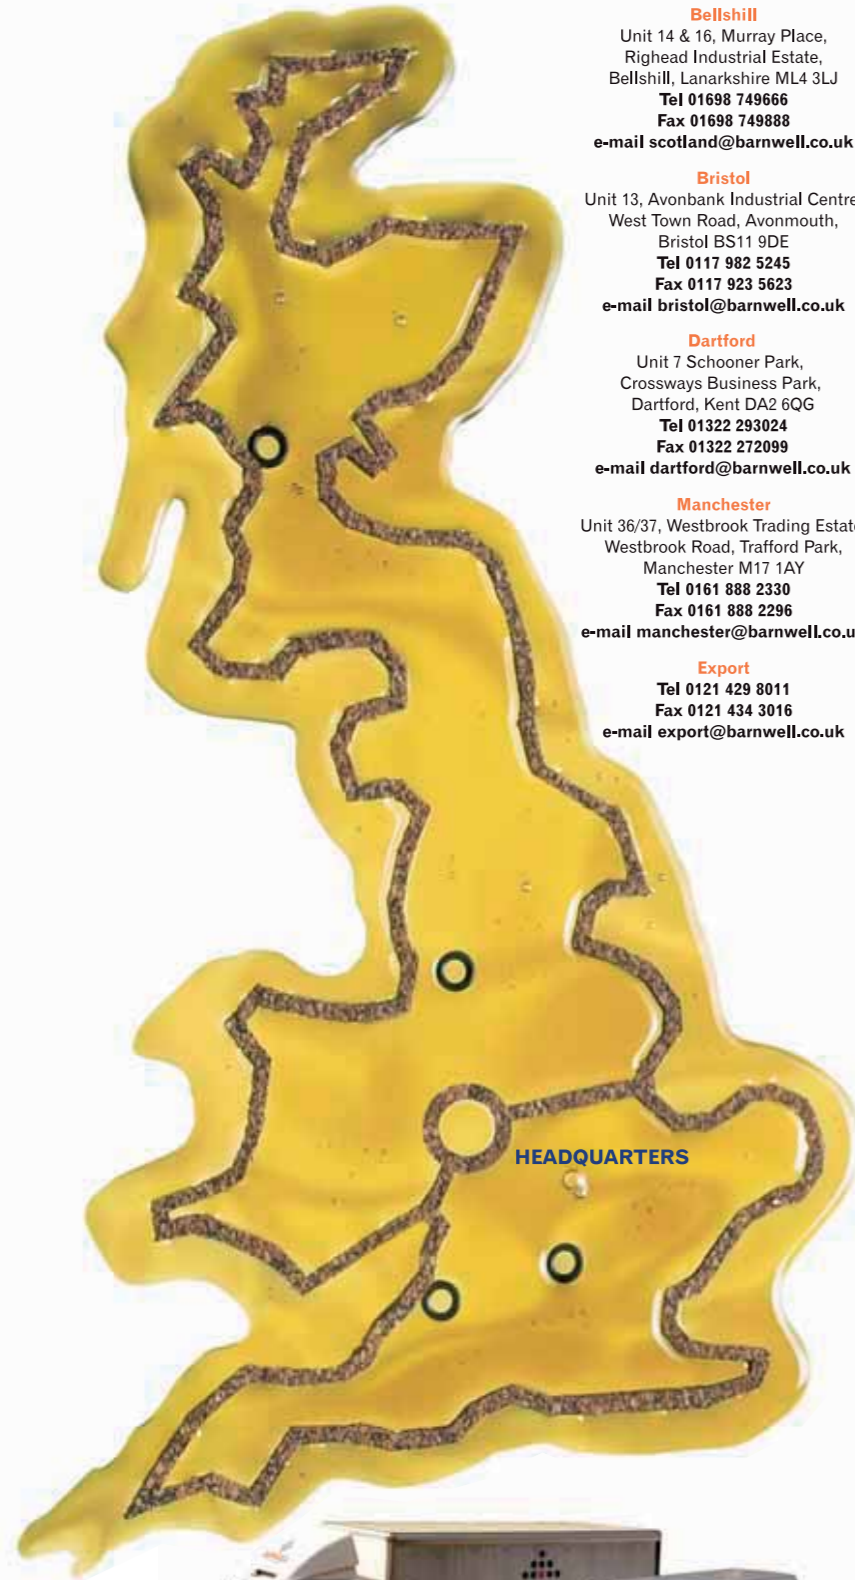 Bellshill
Unit 14 & 16, Murray Place,
Righead Industrial Estate,
Bellshill, Lanarkshire ML4 3LJ
Tel 01698 749666
Fax 01698 749888
e-mail scotland@barnwell.co.uk
Bristol
Unit 13, Avonbank Industrial Centre
West Town Road, Avonmouth,
Bristol BS11 9DE
Tel 0117 982 5245
Fax 0117 923 5623
e-mail bristol@barnwell.co.uk
Dartford
Unit 7 Schooner Park,
Crossways Business Park,
Dartford, Kent DA2 6QG
Tel 01322 293024
Fax 01322 272099
e-mail dartford@barnwell.co.uk
Manchester
Unit 36/37, Westbrook Trading Estat
Westbrook Road, Trafford Park,
Manchester M17 1AY
Tel 0161 888 2330
Fax 0161 888 2296
e-mail manchester@barnwell.co.u
Export
Tel 0121 429 8011
Fax 0121 434 3016
e-mail export@barnwell.co.uk
HEADQUARTERS